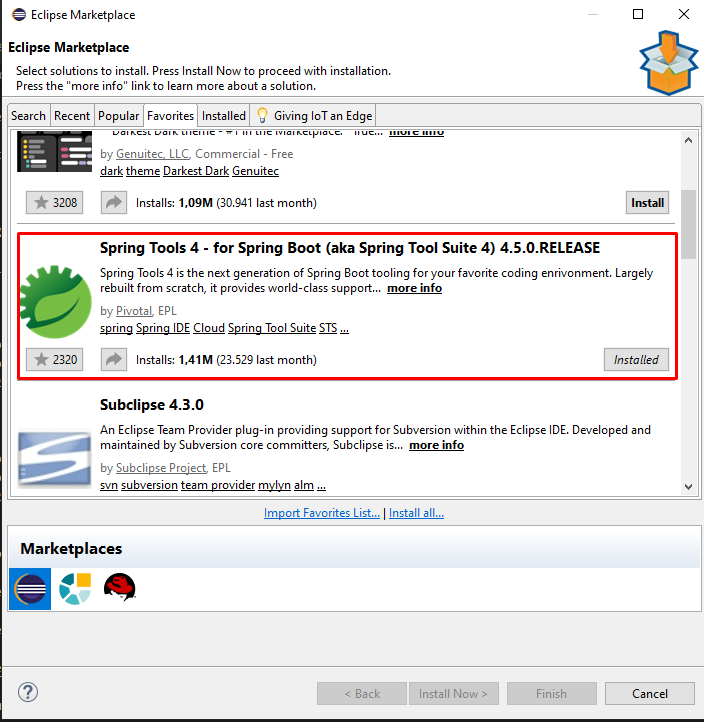 Eclipse Marketplace
Eclipse Marketplace
Select solutions to install. Press Install Now to proceed with installation.
Press the "more info" link to learn more about a solution.
Search Recent Popular Favorites Installed Giving IoT an Edge
Darkest Dark theme - #1 in the Marketplace. True... more info
by Genuitec, LLC, Commercial - Free
dark theme Darkest Dark Genuitec
3208 Installs: 1,09M (30.941 last month) Install
Spring Tools 4 - for Spring Boot (aka Spring Tool Suite 4) 4.5.0.RELEASE
Spring Tools 4 is the next generation of Spring Boot tooling for your favorite coding enrivonment. Largely
rebuilt from scratch, it provides world-class support... more info
by Pivotal, EPL
spring Spring IDE Cloud Spring Tool Suite STS ...
2320 Installs: 1,41M (23.529 last month) Installed
Subclipse 4.3.0
An Eclipse Team Provider plug-in providing support for Subversion within the Eclipse IDE. Developed and
maintained by Subversion core committers, Subclipse is... more info
by Subclipse Project, EPL
svn subversion team provider mylyn alm ...
Import Favorites List... | Install all...
Marketplaces
< Back Install Now > Finish Cancel